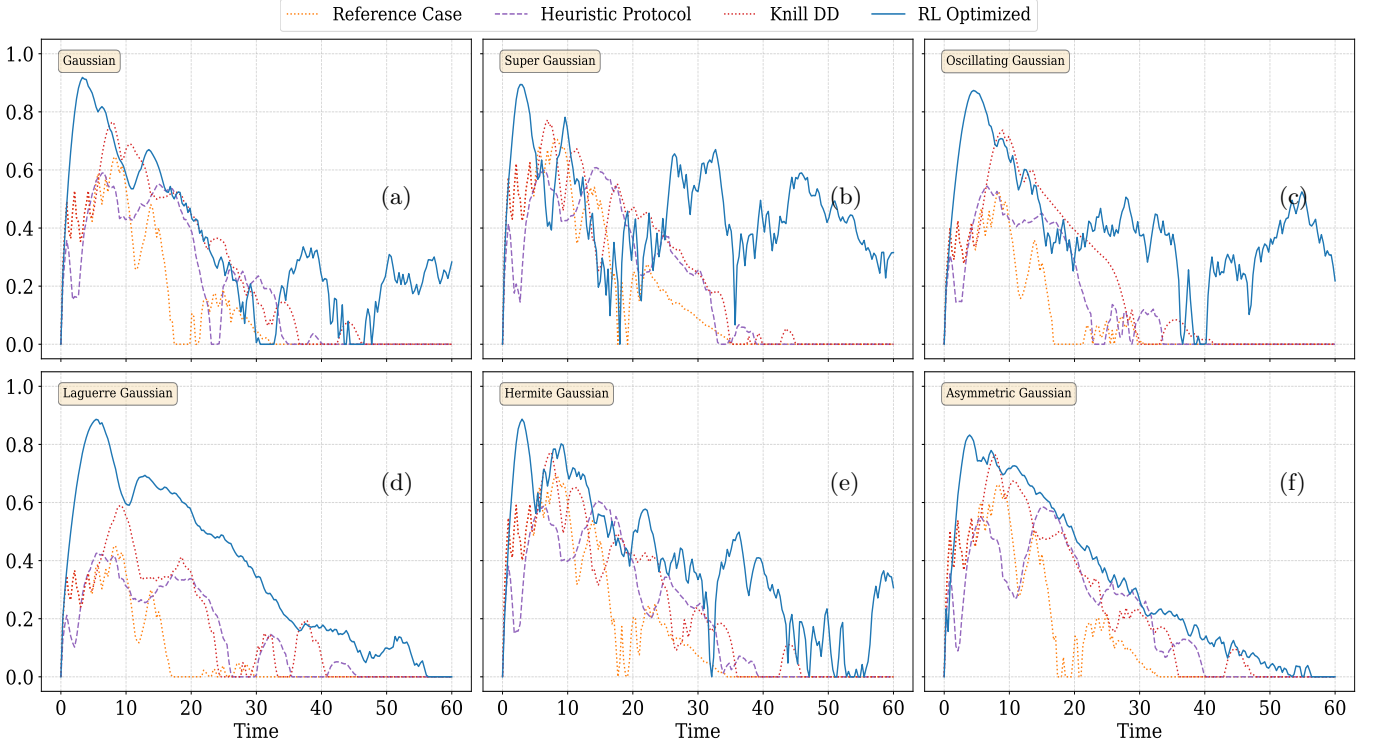 Reference Case Heuristic Protocol Knill DD RL Optimized
Gaussian Super Gaussian Oscillating Gaussian
(a) (b) (c)
1.0
0.8
0.6
0.4
0.2
0.0
Laguerre Gaussian Hermite Gaussian Asymmetric Gaussian
(d) (e) (f)
1.0
0.8
0.6
0.4
0.2
0.0
0 10 20 30 40 50 60 0 10 20 30 40 50 60 0 10 20 30 40 50 60
Time Time Time